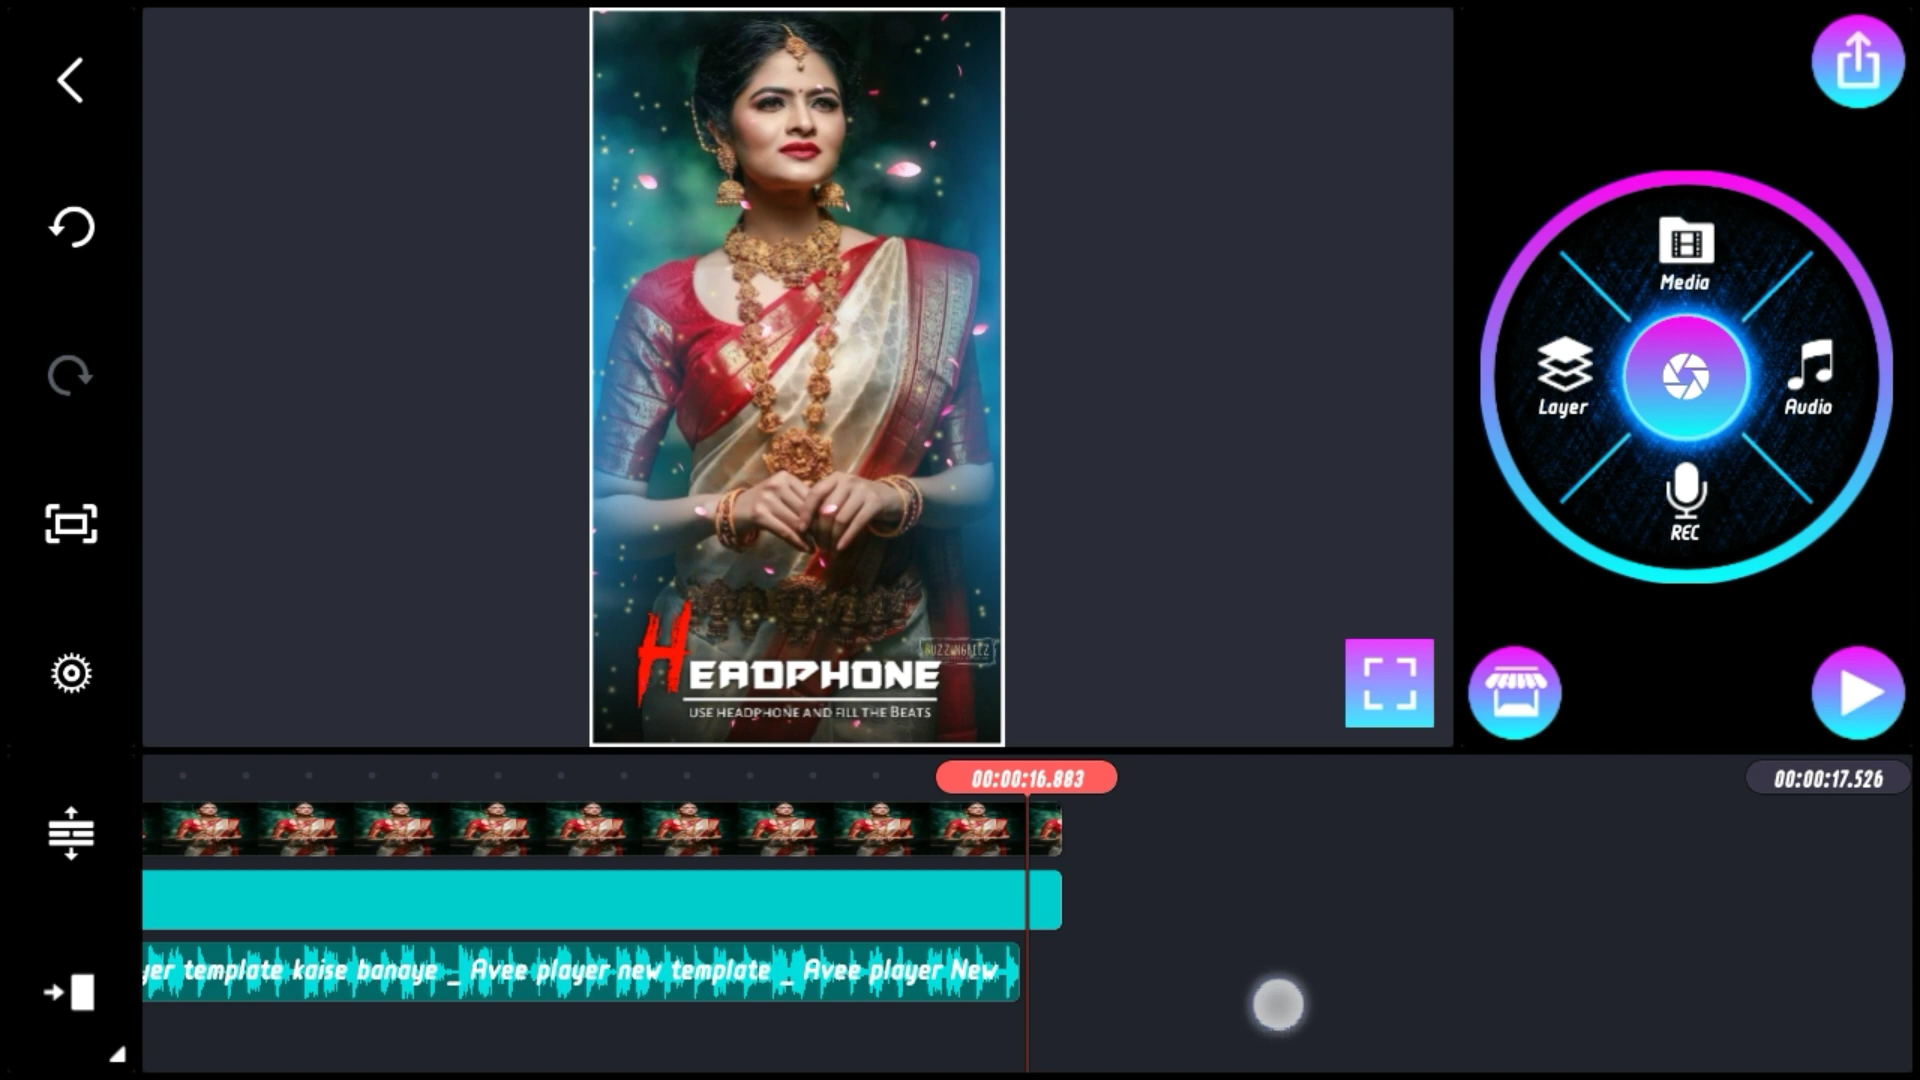 Media
Layer
Audio
REC
BUZZINGBEEZ
HEADPHONE
USE HEADPHONE AND FILL THE BEATS
00:00:16.883
00:00:17.526
yer template kaise banaye _ Avee player new template _ Avee player New